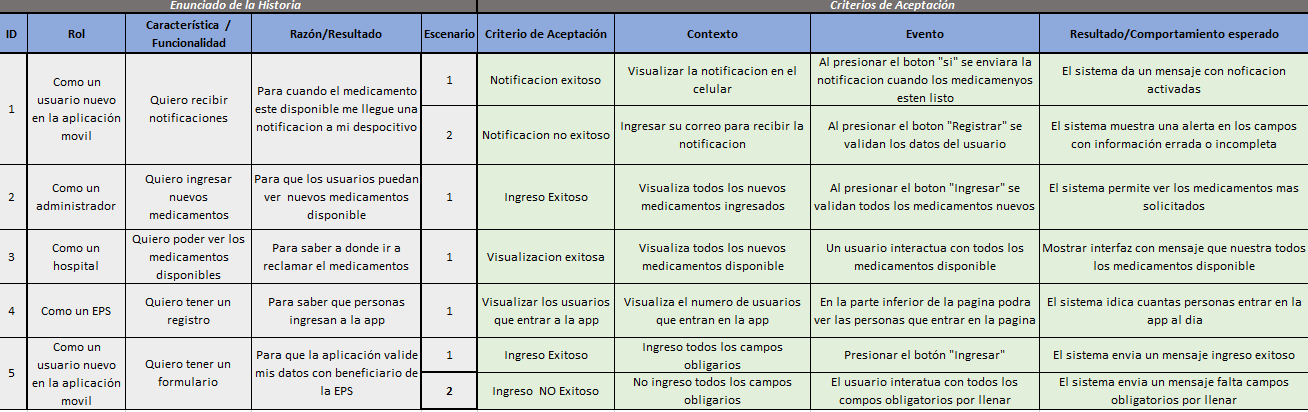 Enunciado de la Historia
Criterios de Aceptación
ID
Rol
Característica /
Funcionalidad
Razón/Resultado
Escenario
Criterio de Aceptación
Contexto
Evento
Resultado/Comportamiento esperado
1
Como un
usuario nuevo
en la aplicación
movil
Quiero recibir
notificaciones
Para cuando el medicamento
este disponible me llegue una
notificacion a mi despocitivo
1
Notificacion exitoso
Visualizar la notificacion en el
celular
Al presionar el boton "si" se enviara la
notificacion cuando los medicamenyos
esten listo
El sistema da un mensaje con noficacion
activadas
2
Notificacion no exitoso
Ingresar su correo para recibir la
notificacion
Al presionar el boton "Registrar" se
validan los datos del usuario
El sistema muestra una alerta en los campos
con información errada o incompleta
2
Como un
administrador
Quiero ingresar
nuevos
medicamentos
Para que los usuarios puedan
ver nuevos medicamentos
disponible
1
Ingreso Exitoso
Visualiza todos los nuevos
medicamentos ingresados
Al presionar el boton "Ingresar" se
validan todos los medicamentos nuevos
El sistema permite ver los medicamentos mas
solicitados
3
Como un
hospital
Quiero poder ver los
medicamentos
disponibles
Para saber a donde ir a
reclamar el medicamentos
1
Visualizacion exitosa
Visualiza todos los nuevos
medicamentos disponible
Un usuario interactua con todos los
medicamentos disponible
Mostrar interfaz con mensaje que nuestra todos
los medicamentos disponible
4
Como un EPS
Quiero tener un
registro
Para saber que personas
ingresan a la app
1
Visualizar los usuarios
que entrar a la app
Visualiza el numero de usuarios
que entran en la app
En la parte inferior de la pagina podra
ver las personas que entrar en la pagina
El sistema idica cuantas personas entrar en la
app al dia
5
Como un
usuario nuevo
en la aplicación
movil
Quiero tener un
formulario
Para que la aplicación valide
mis datos con beneficiario de
la EPS
1
Ingreso Exitoso
Ingreso todos los campos
obligarios
Presionar el botón "Ingresar"
El sistema envia un mensaje ingreso exitoso
2
Ingreso NO Exitoso
No ingreso todos los campos
obligarios
El usuario interatua con todos los
compos obligatorios por llenar
El sistema envia un mensaje falta campos
obligatorios por llenar